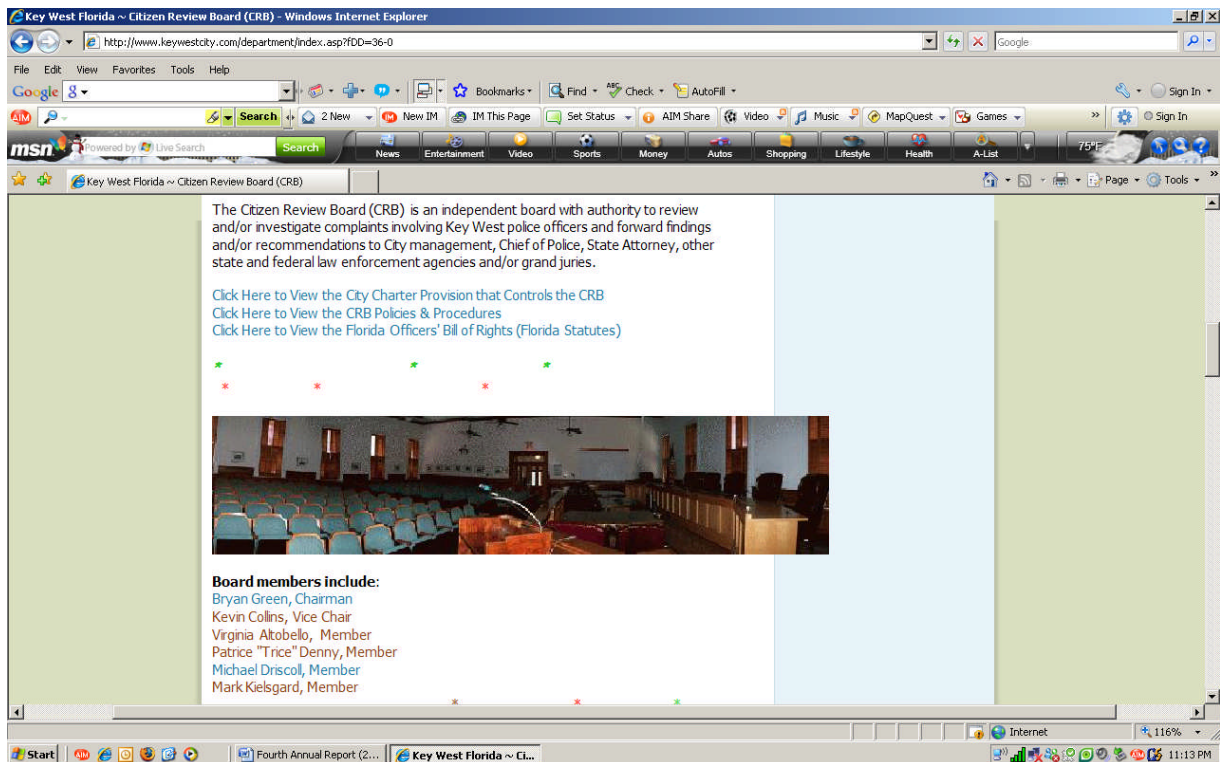 Key West Florida ~ Citizen Review Board (CRB) - Windows Internet Explorer
http://www.keywestcity.com/department/index.asp?fDD=36-0
Google
File Edit View Favorites Tools Help
Google Bookmarks Find Check AutoFill Sign In
AIM Search 2 New New IM IM This Page Set Status AIM Share Video Music MapQuest Games » Sign In
msn Powered by Live Search Search News Entertainment Video Sports Money Autos Shopping Lifestyle Health A-List 75°F
Key West Florida ~ Citizen Review Board (CRB) Page Tools »
The Citizen Review Board (CRB) is an independent board with authority to review
and/or investigate complaints involving Key West police officers and forward findings
and/or recommendations to City management, Chief of Police, State Attorney, other
state and federal law enforcement agencies and/or grand juries.
Click Here to View the City Charter Provision that Controls the CRB
Click Here to View the CRB Policies & Procedures
Click Here to View the Florida Officers' Bill of Rights (Florida Statutes)
* * *
* * *
Board members include:
Bryan Green, Chairman
Kevin Collins, Vice Chair
Virginia Altobello, Member
Patrice "Trice" Denny, Member
Michael Driscoll, Member
Mark Kielsgard, Member
* * *
Internet 116%
Start Fourth Annual Report (2... Key West Florida ~ Ci... 11:13 PM